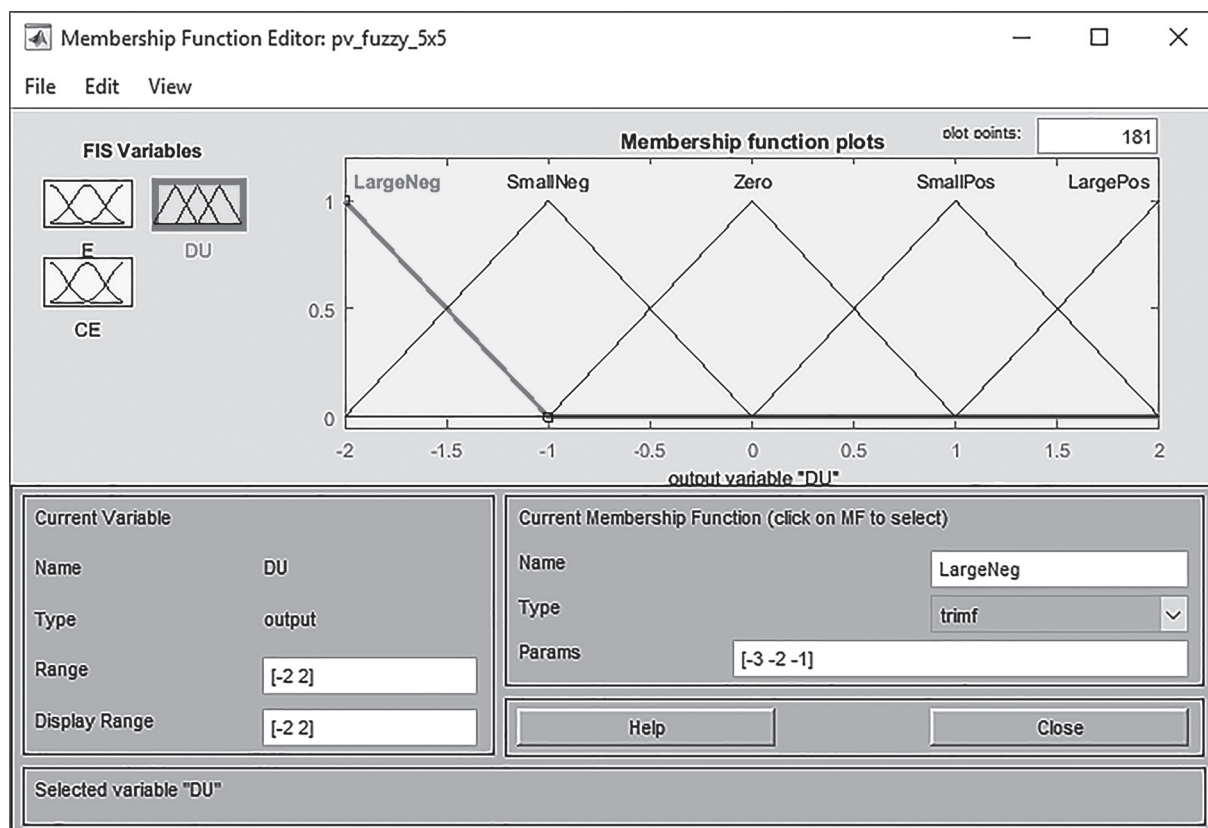 Membership Function Editor: pv_fuzzy_5x5
File Edit View
FIS Variables
E
DU
CE
Membership function plots
plot points:
181
LargeNeg SmallNeg Zero SmallPos LargePos
1
0.5
0
-2 -1.5 -1 -0.5 0 0.5 1 1.5 2
output variable "DU"
Current Variable
Name DU
Type output
Range [-2 2]
Display Range [-2 2]
Current Membership Function (click on MF to select)
Name LargeNeg
Type trimf
Params [-3 -2 -1]
Help Close
Selected variable "DU"